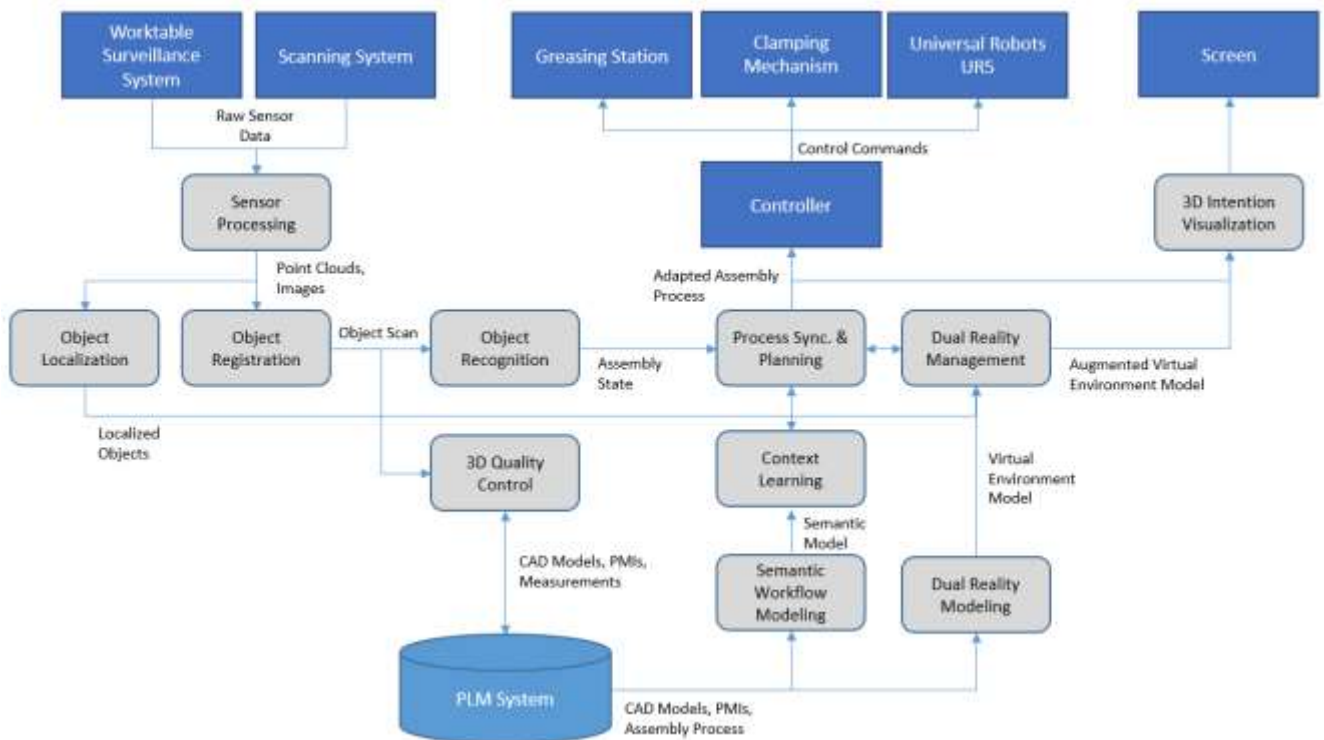 Worktable
Surveillance
System
Scanning System
Greasing Station
Clamping
Mechanism
Universal Robots
UR5
Screen
Raw Sensor
Data
Control Commands
Sensor
Processing
Controller
3D Intention
Visualization
Point Clouds,
Images
Adapted Assembly
Process
Object
Localization
Object
Registration
Object Scan
Object
Recognition
Assembly
State
Process Sync. &
Planning
Dual Reality
Management
Augmented Virtual
Environment Model
Localized
Objects
3D Quality
Control
Context
Learning
Virtual
Environment
Model
Semantic
Model
CAD Models, PMIs,
Measurements
Semantic
Workflow
Modeling
Dual Reality
Modeling
PLM System
CAD Models, PMIs,
Assembly Process